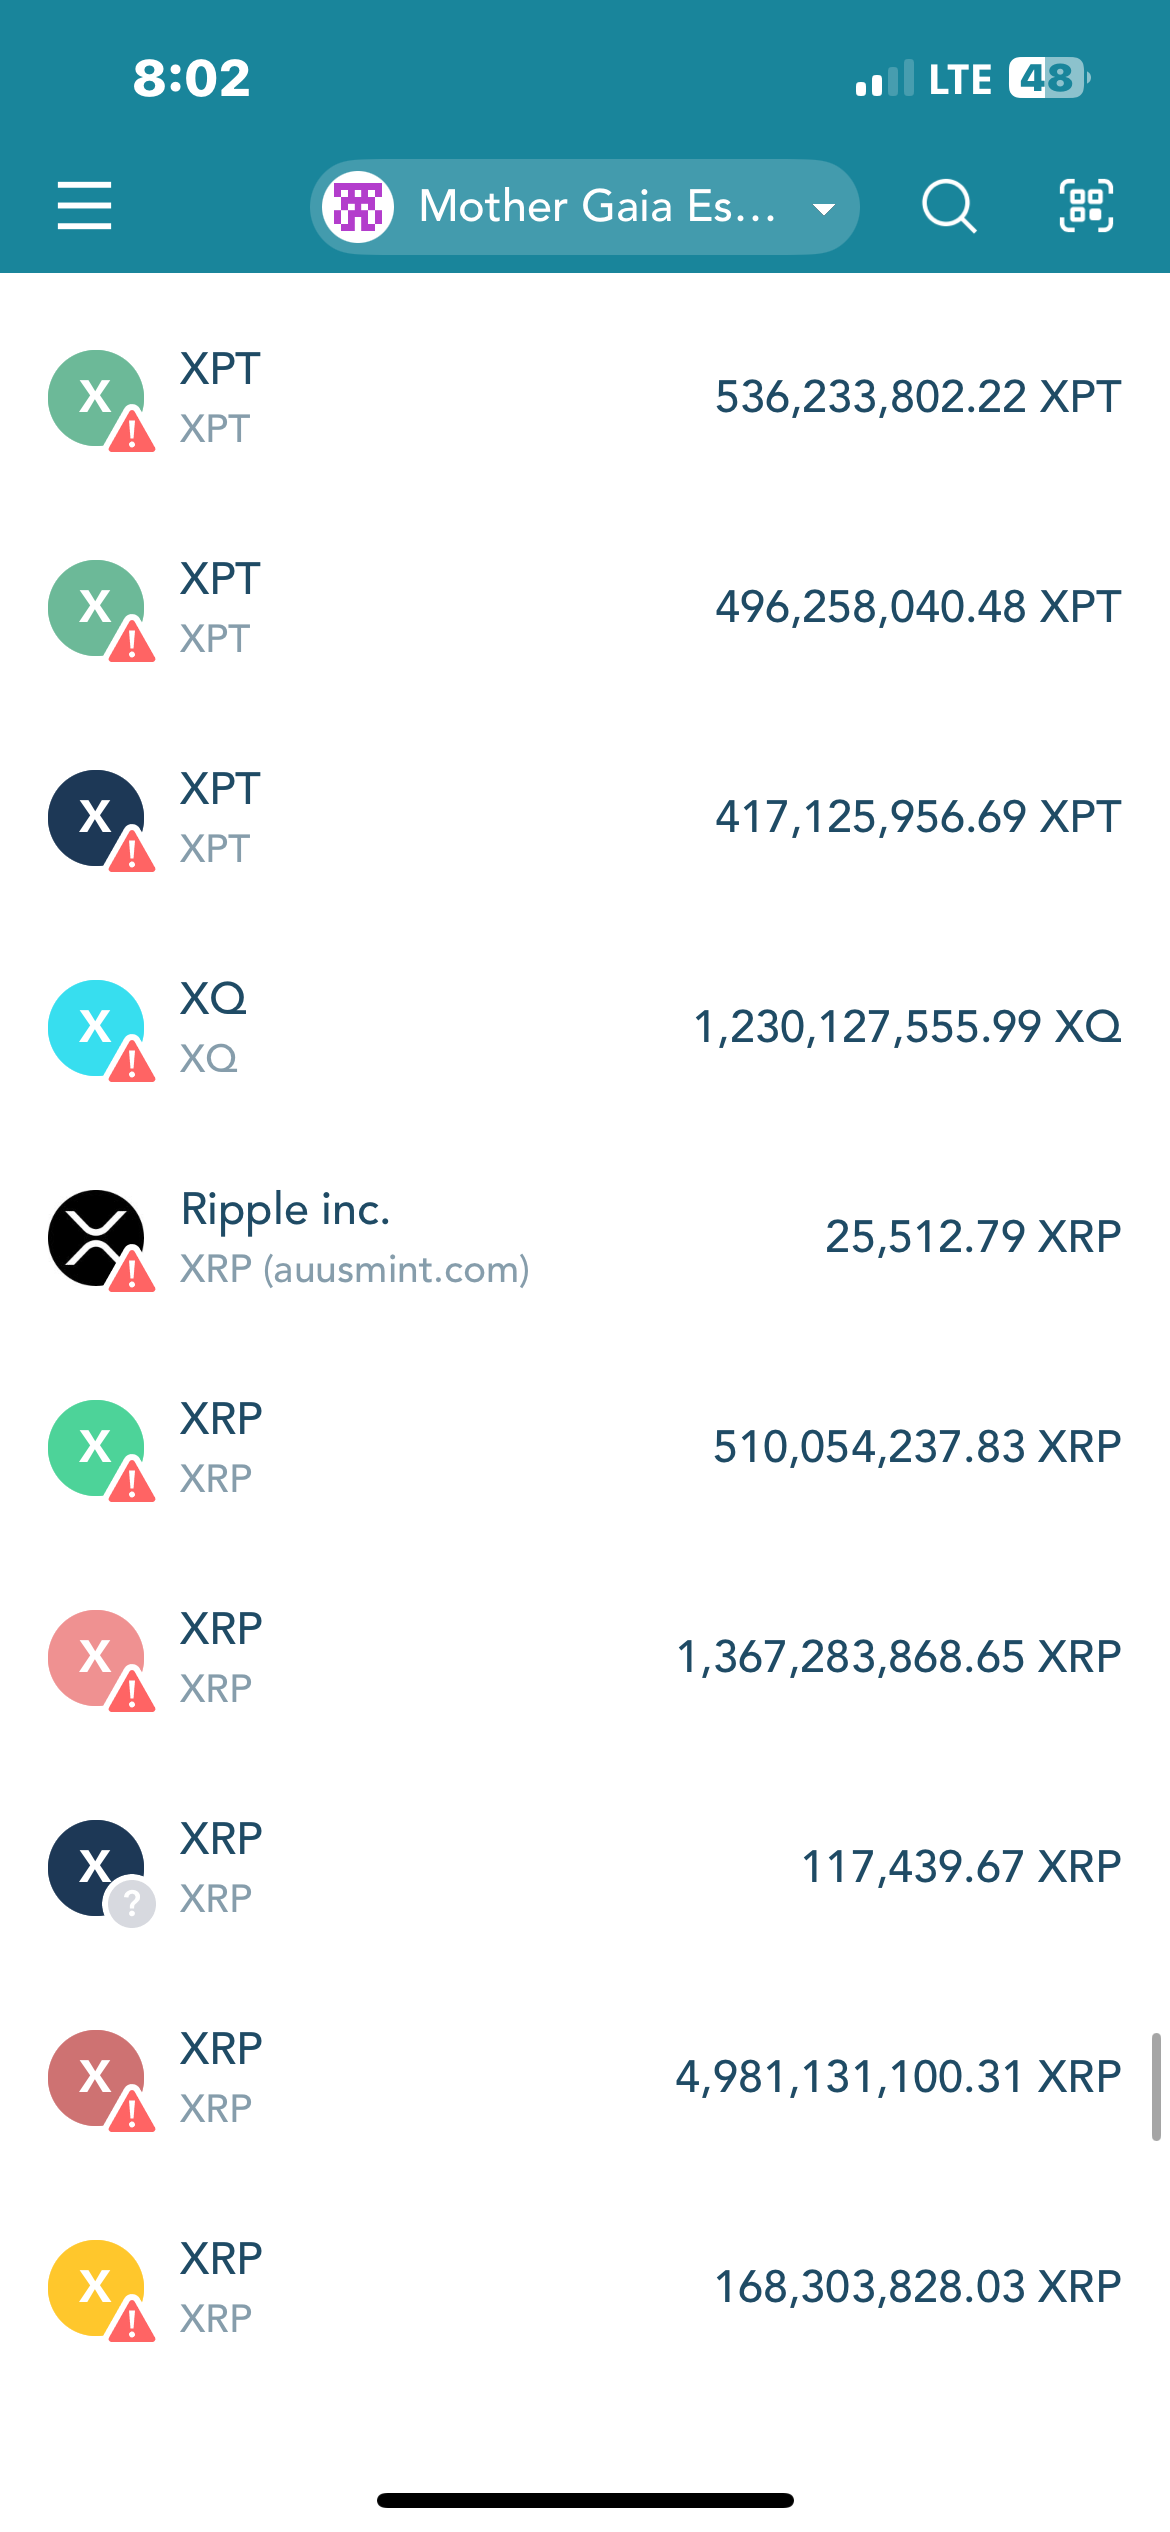 8:02
LTE 48
Mother Gaia Es...
X
XPT
XPT
536,233,802.22 XPT
X
XPT
XPT
496,258,040.48 XPT
X
XPT
XPT
417,125,956.69 XPT
X
XQ
XQ
1,230,127,555.99 XQ
Ripple inc.
XRP (auusmint.com)
25,512.79 XRP
X
XRP
XRP
510,054,237.83 XRP
X
XRP
XRP
1,367,283,868.65 XRP
X
?
XRP
XRP
117,439.67 XRP
X
XRP
XRP
4,981,131,100.31 XRP
X
XRP
XRP
168,303,828.03 XRP